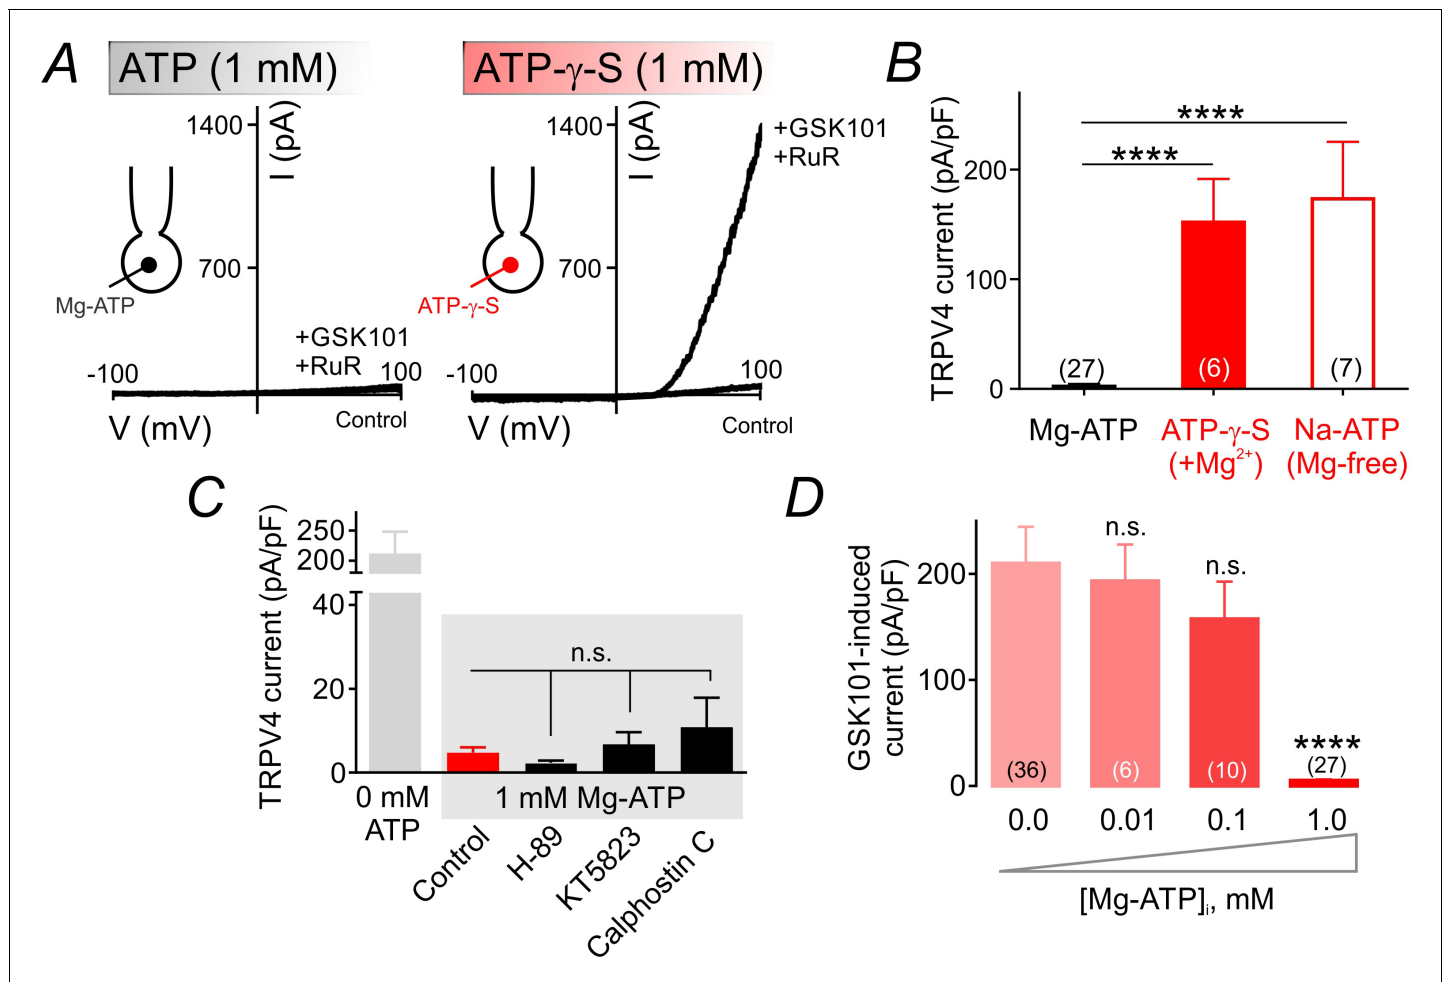 A
ATP (1 mM)
1400
I (pA)
700
Mg-ATP
+GSK101
+RuR
-100
100
V (mV)
Control
ATP-γ-S (1 mM)
1400
I (pA)
+GSK101
+RuR
700
ATP-γ-S
-100
100
V (mV)
Control
B
TRPV4 current (pA/pF)
200
100
0
****
****
(27)
(6)
(7)
Mg-ATP
ATP-γ-S
(+Mg²⁺)
Na-ATP
(Mg-free)
C
TRPV4 current (pA/pF)
250
200
40
20
0
n.s.
0 mM
ATP
1 mM Mg-ATP
Control
H-89
KT5823
Calphostin C
D
GSK101-induced
current (pA/pF)
200
100
0
n.s.
n.s.
****
(36)
(6)
(10)
(27)
0.0
0.01
0.1
1.0
[Mg-ATP]i, mM